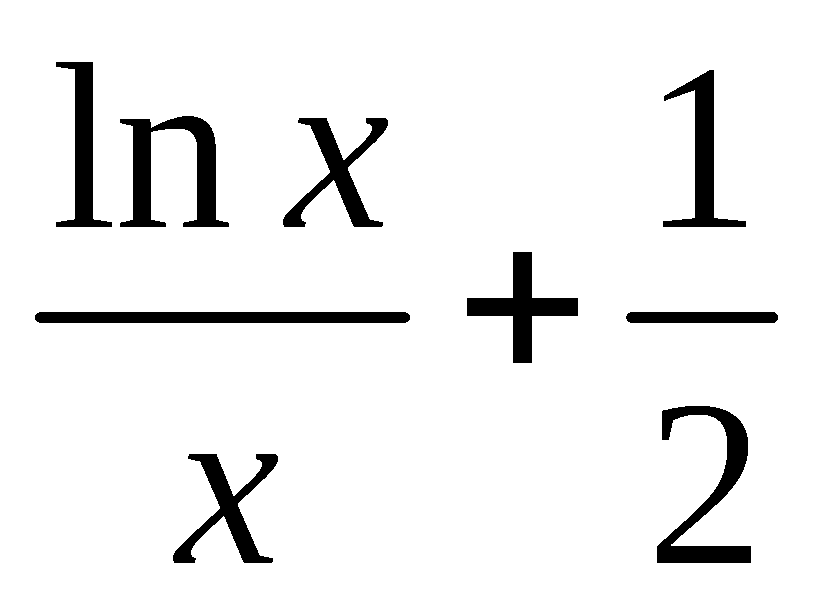 ln x / x + 1 / 2